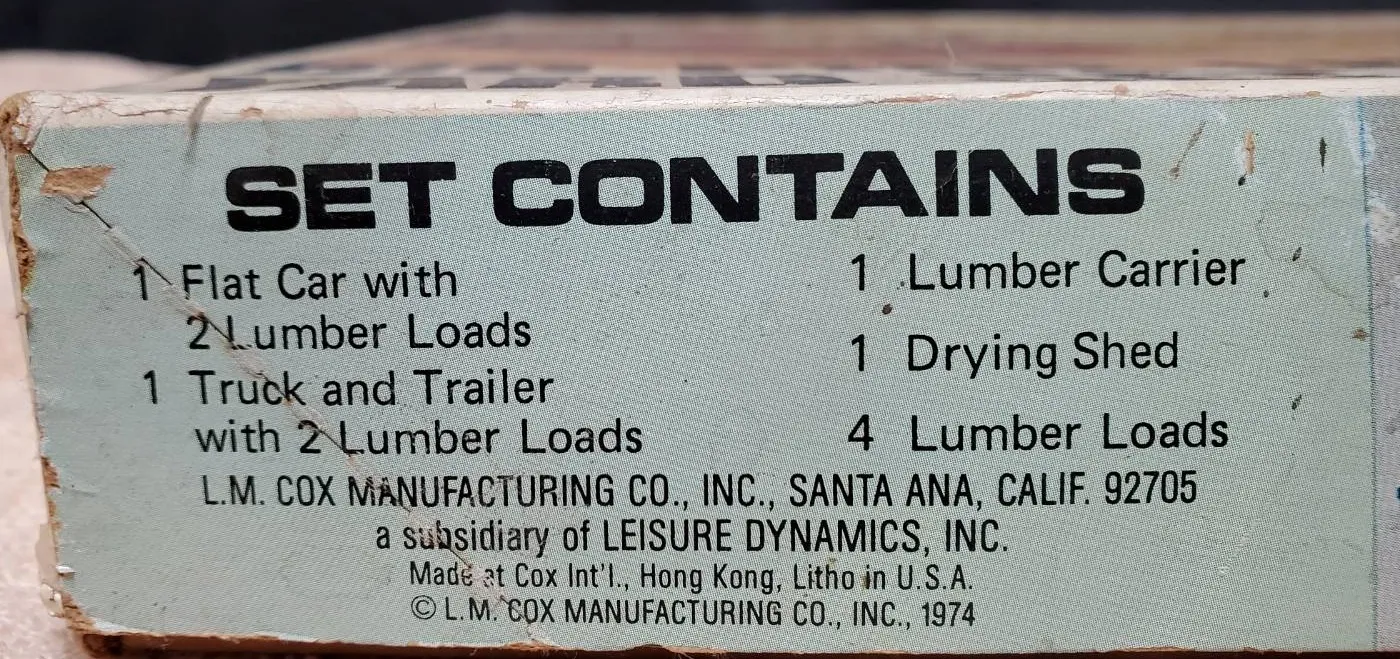 SET CONTAINS
1 Flat Car with
2 Lumber Loads
1 Truck and Trailer
with 2 Lumber Loads
1 Lumber Carrier
1 Drying Shed
4 Lumber Loads
L.M. COX MANUFACTURING CO., INC., SANTA ANA, CALIF. 92705
a subsidiary of LEISURE DYNAMICS, INC.
Made at Cox Int'l., Hong Kong, Litho in U.S.A.
© L.M. COX MANUFACTURING CO., INC., 1974